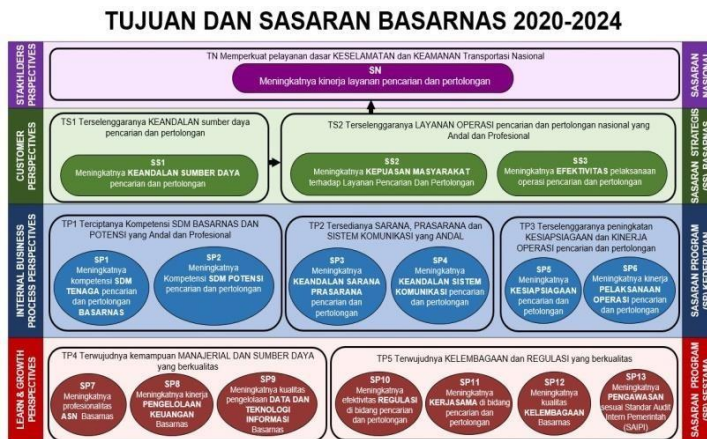 TUJUAN DAN SASARAN BASARNAS 2020-2024
STAKHLDERS
PRSPECTIVES
TN Memperkuat pelayanan dasar KESELAMATAN dan KEAMANAN Transportasi Nasional
SN
Meningkatnya kinerja layanan pencarian dan pertolongan
SASARAN
NASIONAL
CUSTOMER
PERSPECTIVES
TS1 Terselenggaranya KEANDALAN sumber daya
pencarian dan pertolongan
SS1
Meningkatnya KEANDALAN SUMBER DAYA
pencarian dan pertolongan
TS2 Terselenggaranya LAYANAN OPERASI pencarian dan pertolongan nasional yang
Andal dan Profesional
SS2
Meningkatnya KEPUASAN MASYARAKAT
terhadap Layanan Pencarian Dan Pertolongan
SS3
Meningkatnya EFEKTIVITAS pelaksanaan
operasi pencarian dan pertolongan
SASARAN STRATEGIS
(SS) BASARNAS
INTERNAL BUSINESS
PROCESS PERSPECTIVES
TP1 Terciptanya Kompetensi SDM BASARNAS DAN
POTENSI yang Andal dan Profesional
SP1
Meningkatnya
kompetensi SDM
TENAGA pencarian
dan pertolongan
BASARNAS
SP2
Meningkatnya
Kompetensi SDM POTENSI
pencarian dan pertolongan
TP2 Tersedianya SARANA, PRASARANA dan
SISTEM KOMUNIKASI yang ANDAL
SP3
Meningkatnya
KEANDALAN SARANA
PRASARANA
pencarian dan
pertolongan
SP4
Meningkatnya
KEANDALAN SISTEM
KOMUNIKASI pencarian
dan pertolongan
TP3 Terselenggaranya peningkatan
KESIAPSIAGAAN dan KINERJA
OPERASI pencarian dan pertolongan
SP5
Meningkatnya
KESIAPSIAGAAN
pencarian dan
petolongan
SP6
Meningkatnya kinerja
PELAKSANAAN
OPERASI pencarian dan
pertolongan
SASARAN PROGRAM
(SP) KEDEPUTIAN
LEARN & GROWTH
PERSPECTIVES
TP4 Terwujudnya kemampuan MANAJERIAL DAN SUMBER DAYA
yang berkualitas
SP7
Meningkatnya
profesionalitas
ASN Basarnas
SP8
Meningkatnya kinerja
PENGELOLAAN
KEUANGAN Basarnas
SP9
Meningkatnya kualitas
pengelolaan DATA DAN
TEKNOLOGI
INFORMASI
Basarnas
TP5 Terwujudnya KELEMBAGAAN dan REGULASI yang berkualitas
SP10
Meningkatnya
efektivitas REGULASI
di bidang pencarian
dan pertolongan
SP11
Meningkatnya
KERJASAMA di bidang
pencarian dan
pertolongan
SP12
Meningkatnya
kualitas
KELEMBAGAAN
Basarnas
SP13
Meningkatnya
PENGAWASAN
sesuai Standar Audit
Intern Pemerintah
(SAIPI)
SASARAN PROGRAM
(SP) SESTAMA